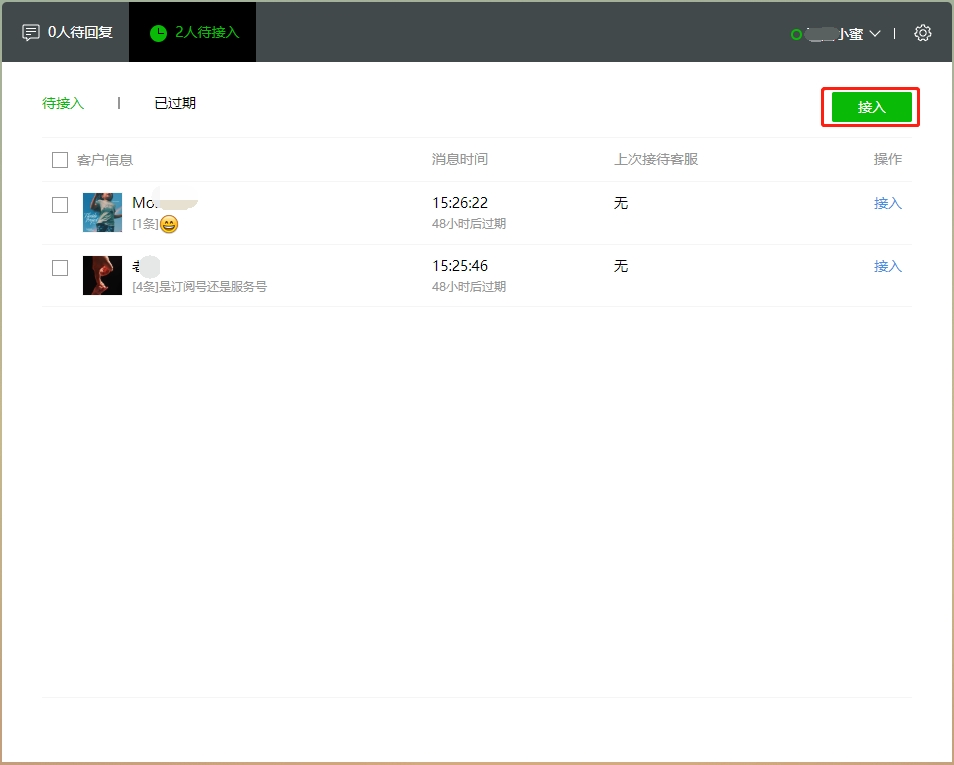 0人待回复
2人待接入
小蜜
待接入
已过期
接入
客户信息 消息时间 上次接待客服 操作
Mo 15:26:22 无 接入
[1条]😄 48小时后过期
老 15:25:46 无 接入
[4条]是订阅号还是服务号 48小时后过期